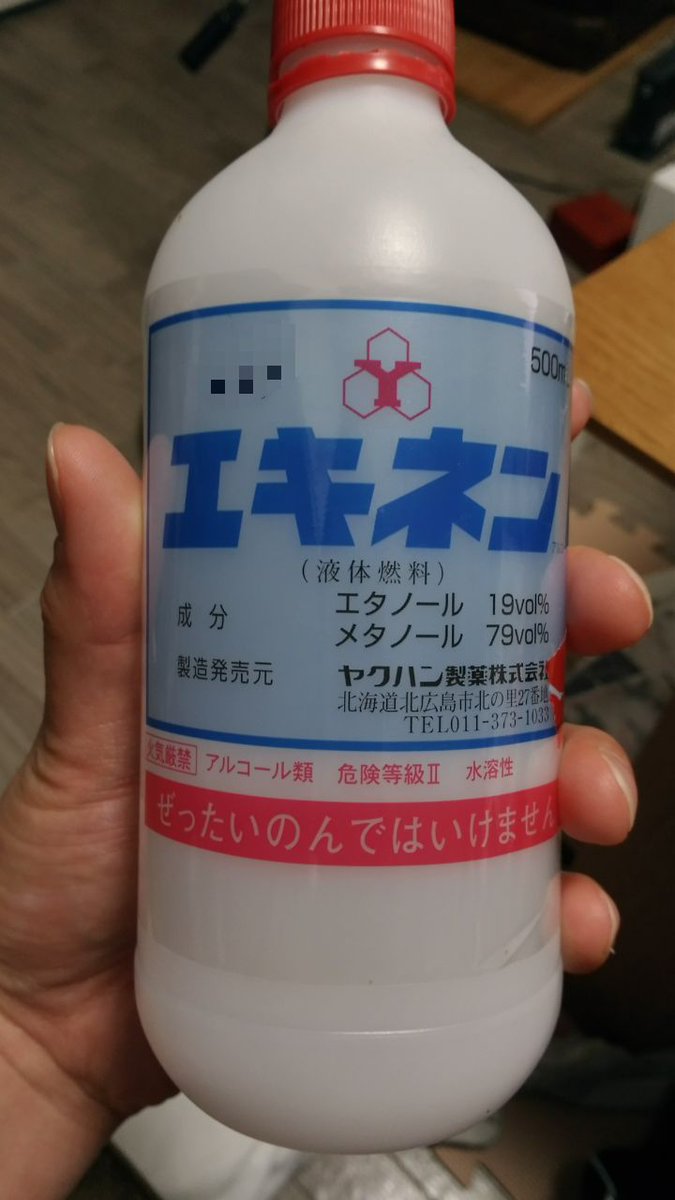 500m
Y
エキネン
(液体燃料)
成分 エタノール 19vol%
メタノール 79vol%
製造発売元 ヤクハン製薬株式会社
北海道北広島市北の里27番地
TEL011-373-1033
火気厳禁 アルコール類 危険等級Ⅱ 水溶性
ぜったいのんではいけません